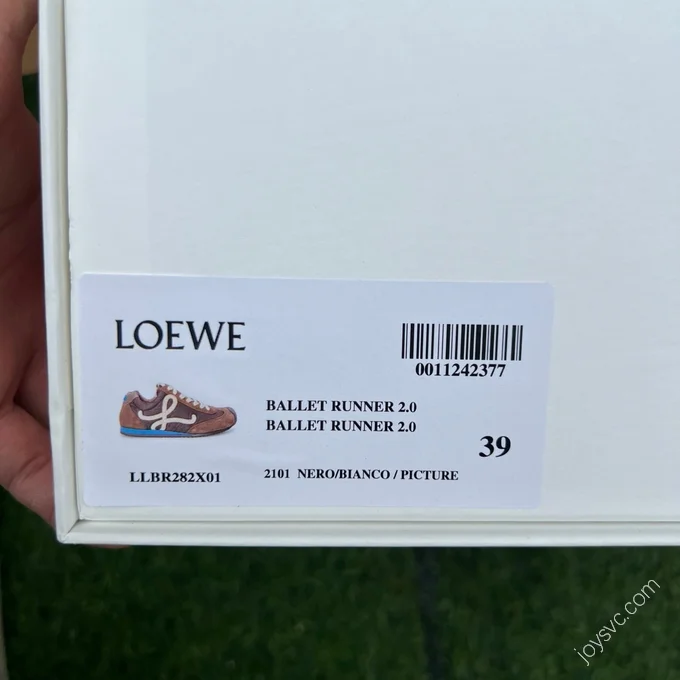 LOEWE
0011242377
BALLET RUNNER 2.0
BALLET RUNNER 2.0
39
LLBR282X01
2101 NERO/BIANCO / PICTURE
joysvc.com